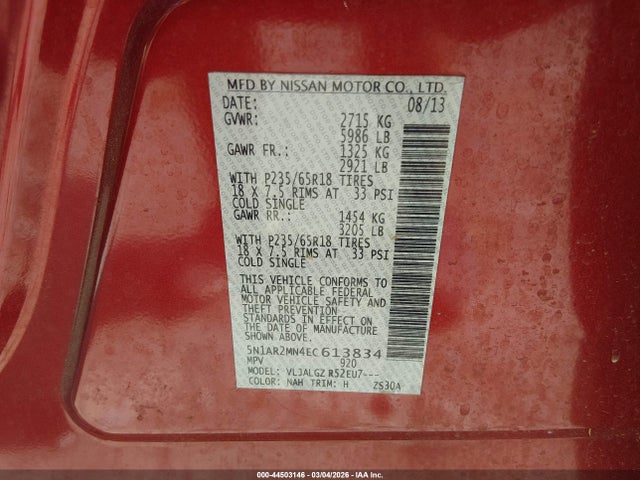 MFD BY NISSAN MOTOR CO., LTD.
DATE: 08/13
GVWR: 2715 KG
5986 LB
GAWR FR.: 1325 KG
2921 LB
WITH P235/65R18 TIRES
18 X 7.5 RIMS AT 33 PSI
COLD SINGLE
GAWR RR.: 1454 KG
3205 LB
WITH P235/65R18 TIRES
18 X 7.5 RIMS AT 33 PSI
COLD SINGLE
THIS VEHICLE CONFORMS TO
ALL APPLICABLE FEDERAL
MOTOR VEHICLE SAFETY AND
THEFT PREVENTION
STANDARDS IN EFFECT ON
THE DATE OF MANUFACTURE
SHOWN ABOVE.
5N1AR2MN4EC613834
MPV 920
MODEL: VLJALGZ R52EU7---
COLOR: NAH TRIM: H ZS30A
000-44503146 - 03/04/2026 - IAA Inc.